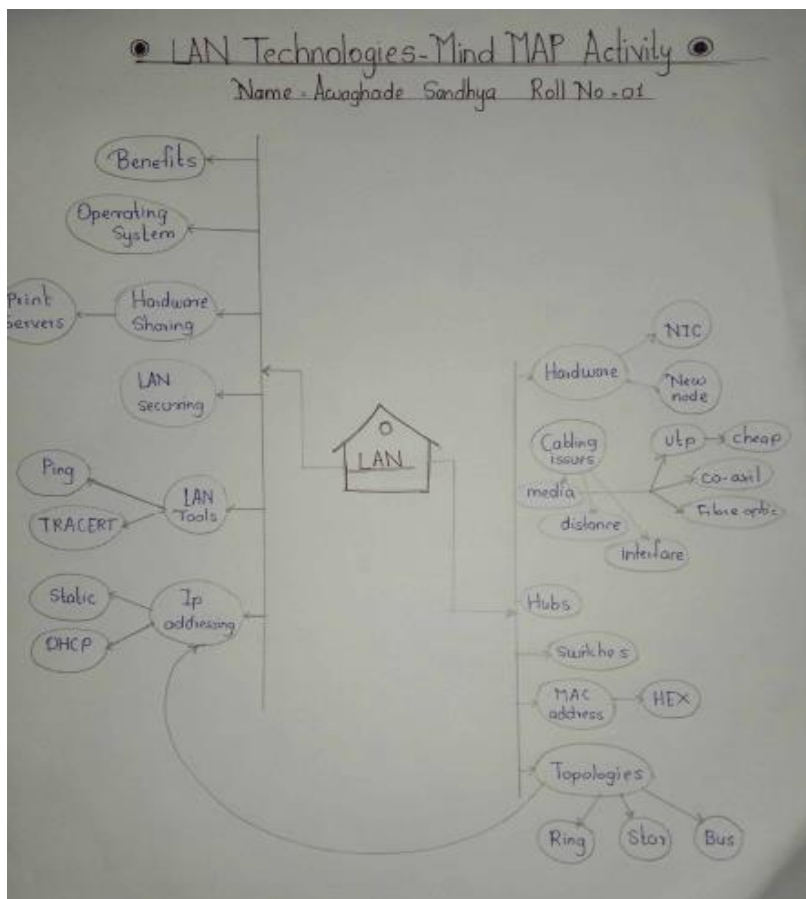 LAN Technologies-Mind MAP Activity
Name - Awaghade Sandhya Roll No - 01
Benefits
Operating
System
Hardware
Sharing
Print
Servers
LAN
securing
LAN
Tools
Ping
TRACERT
Ip
addressing
Static
DHCP
LAN
Hardware
NIC
New
node
Cabling
issues
media
utp
cheap
co-axil
Fibre optic
distance
Interfare
Hubs
Switches
MAC
address
HEX
Topologies
Ring
Star
Bus